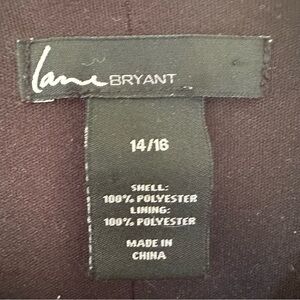 lane BRYANT
14/16
SHELL:
100% POLYESTER
LINING:
100% POLYESTER
MADE IN
CHINA